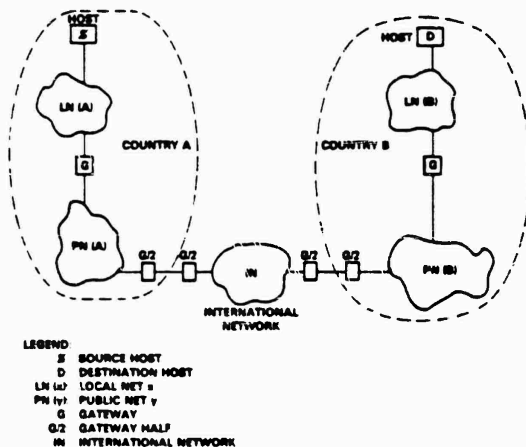 HOST
S
LN (A)
COUNTRY A
G
PN (A)
G/2
G/2
IN
INTERNATIONAL
NETWORK
G/2
G/2
HOST
D
LN (B)
COUNTRY B
G
PN (B)
LEGEND:
S SOURCE HOST
D DESTINATION HOST
LN (x) LOCAL NET x
PN (y) PUBLIC NET y
G GATEWAY
G/2 GATEWAY HALF
IN INTERNATIONAL NETWORK